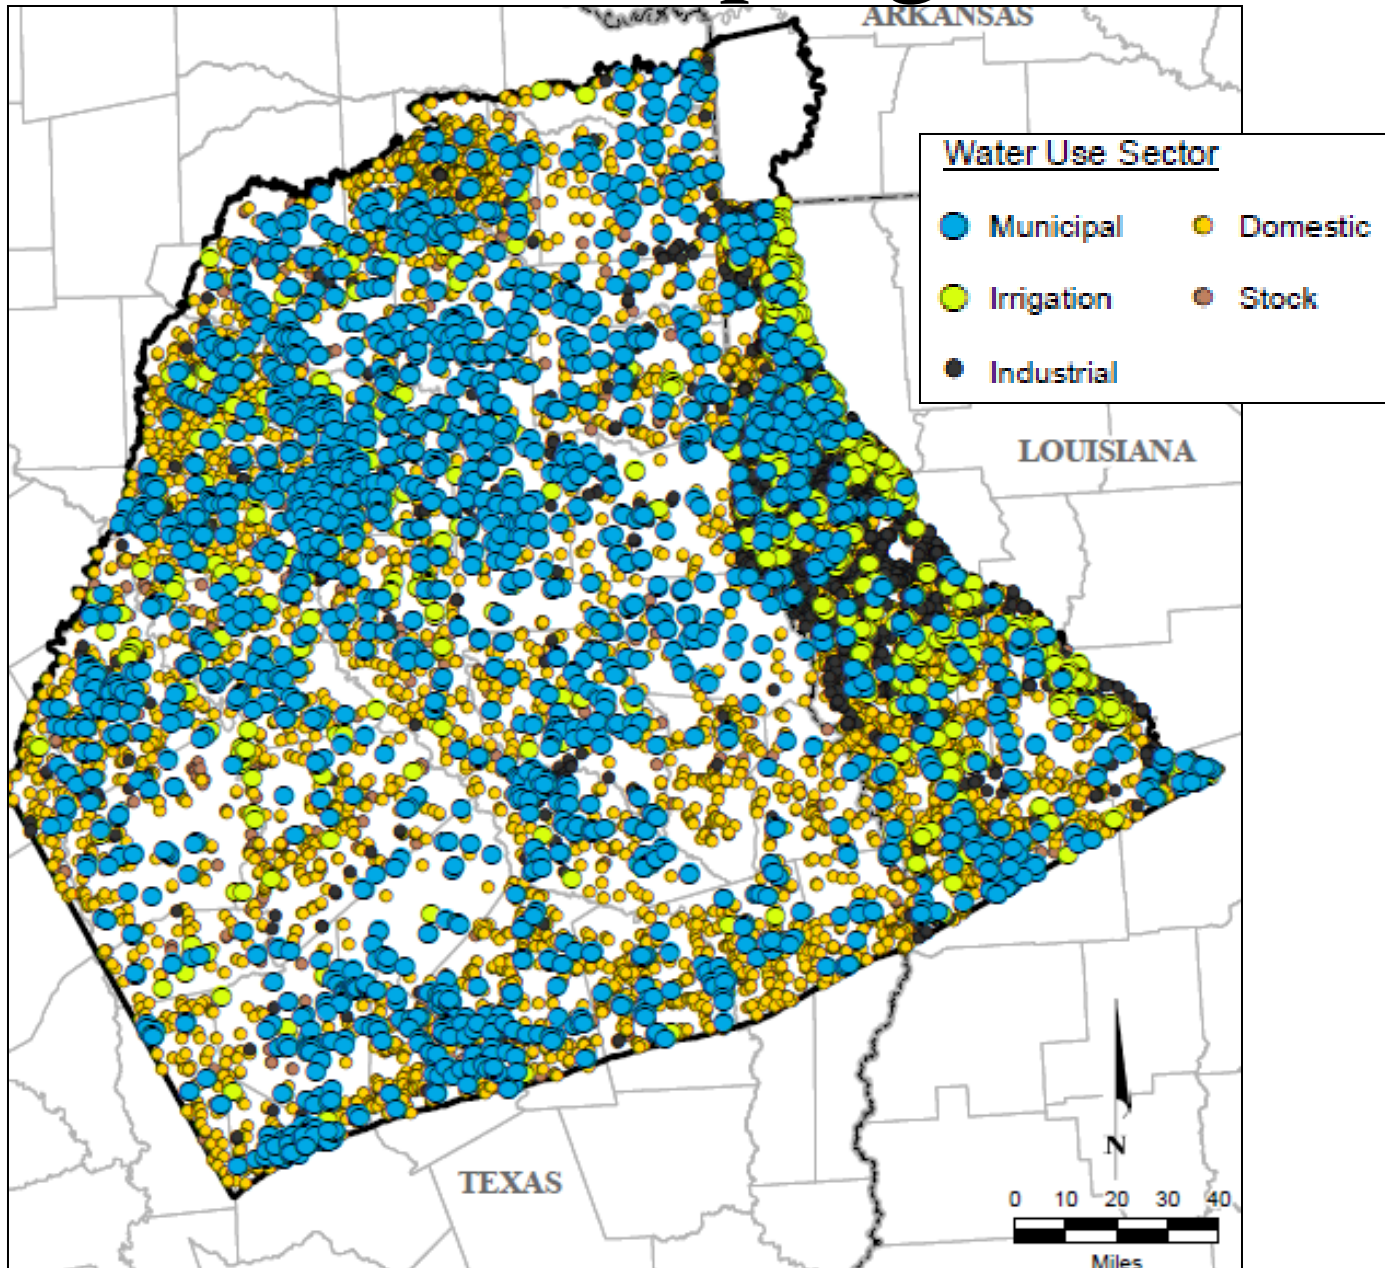 ARKANSAS
Water Use Sector
Municipal
Domestic
Irrigation
Stock
Industrial
LOUISIANA
TEXAS
N
0 10 20 30 40
Miles